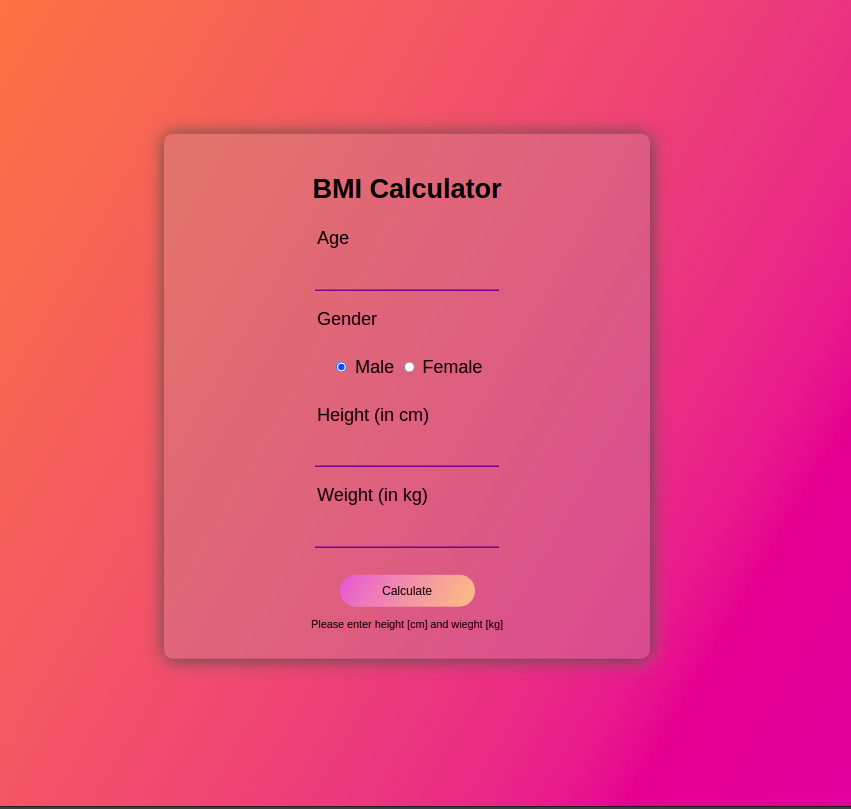 BMI Calculator
Age
Gender
Male Female
Height (in cm)
Weight (in kg)
Calculate
Please enter height [cm] and wieght [kg]